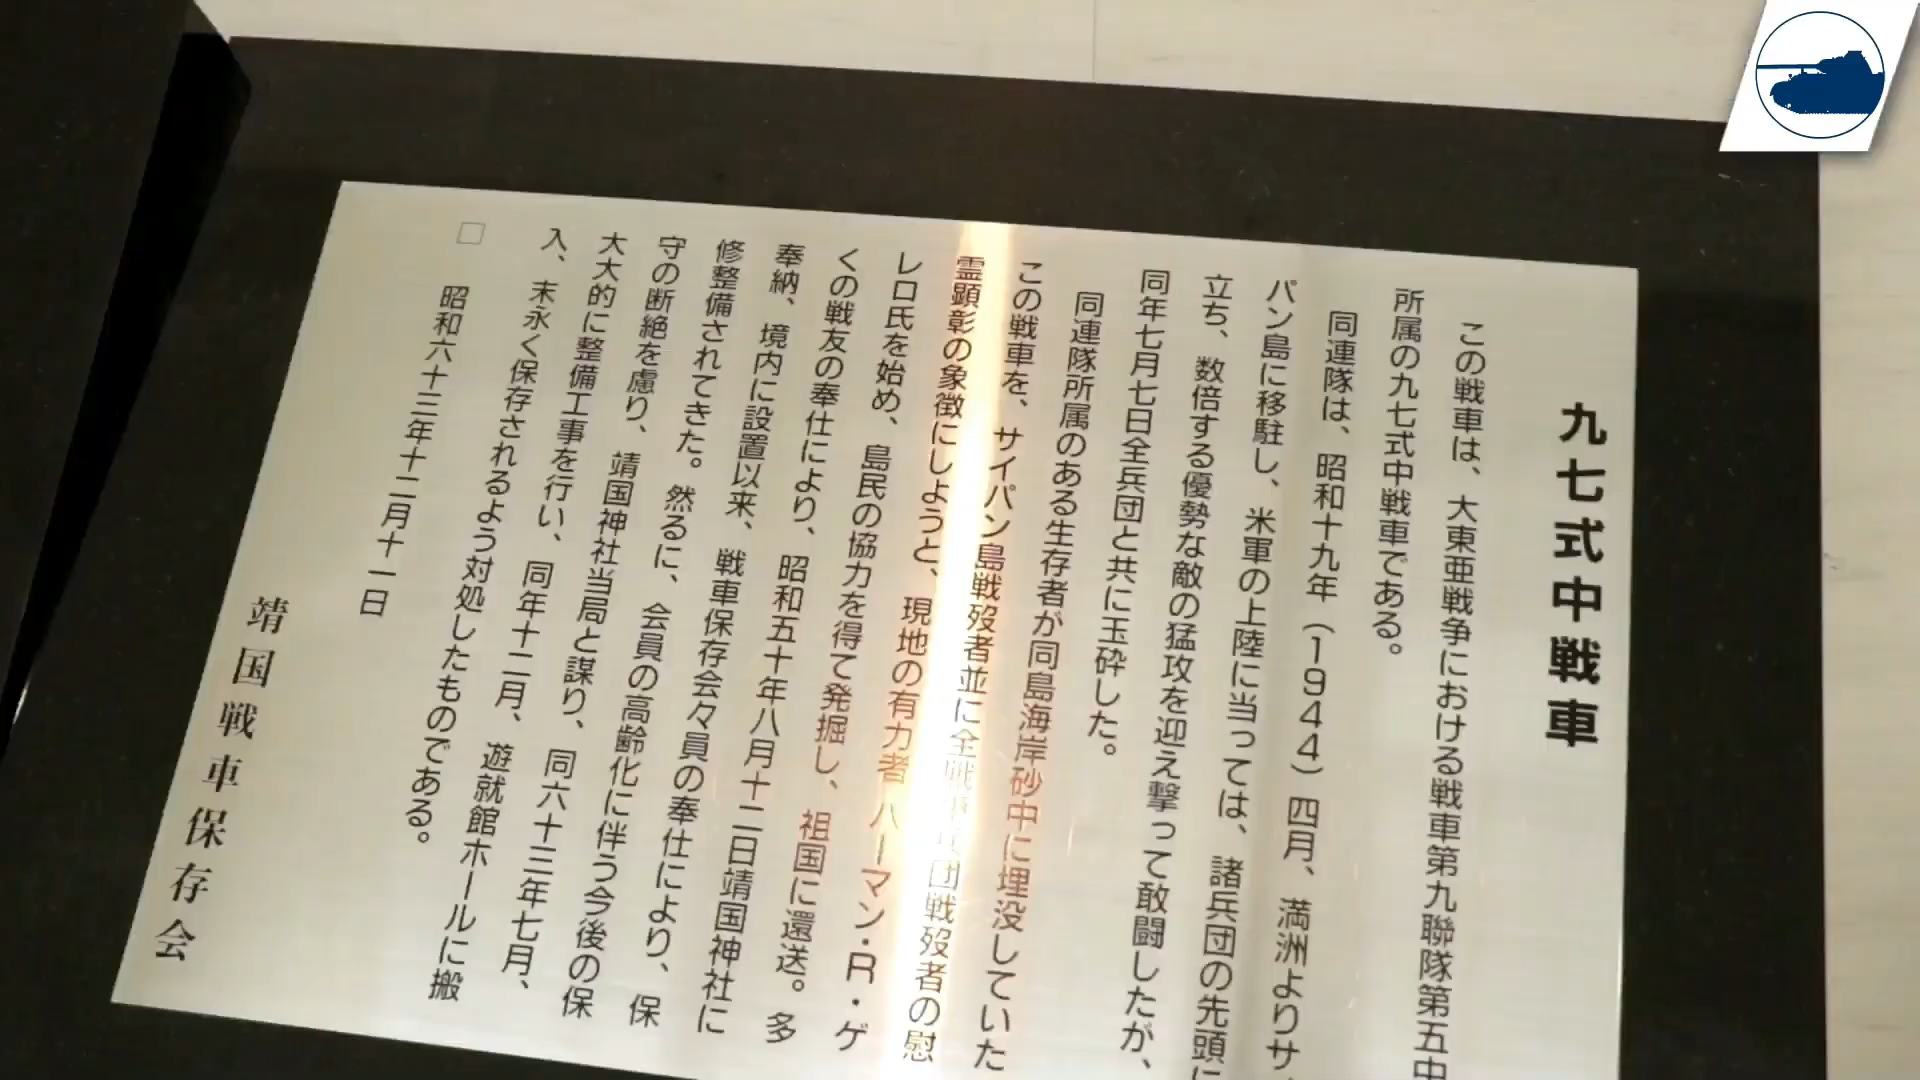 九七式中戦車
この戦車は、大東亜戦争における戦車第九聯隊第五中
所属の九七式中戦車である。
同連隊は、昭和十九年（1944）四月、満洲よりサ
パン島に移駐し、米軍の上陸に当っては、諸兵団の先頭に
立ち、数倍する優勢な敵の猛攻を迎え撃って敢闘したが、
同年七月七日全兵団と共に玉砕した。
同連隊所属のある生存者が同島海岸砂中に埋没していた
この戦車を、サイパン島戦歿者並に全戦車兵団戦歿者の慰
霊顕彰の象徴にしようと、現地の有力者ハーマン・R・ゲ
レロ氏を始め、島民の協力を得て発掘し、祖国に還送。多
くの戦友の奉仕により、昭和五十年八月十二日靖国神社に
奉納、境内に設置以来、戦車保存会々員の奉仕により、保
修整備されてきた。然るに、会員の高齢化に伴う今後の保
守の断絶を慮り、靖国神社当局と謀り、同六十三年七月、
大大的に整備工事を行い、同年十二月、遊就館ホールに搬
入、末永く保存されるよう対処したものである。
□ 昭和六十三年十二月十一日
靖国戦車保存会